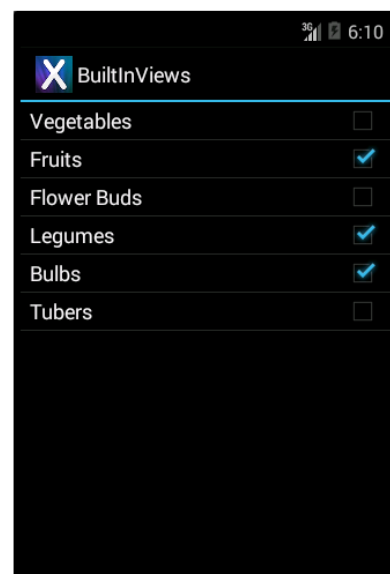 3G 6:10
X BuiltInViews
Vegetables
Fruits
Flower Buds
Legumes
Bulbs
Tubers